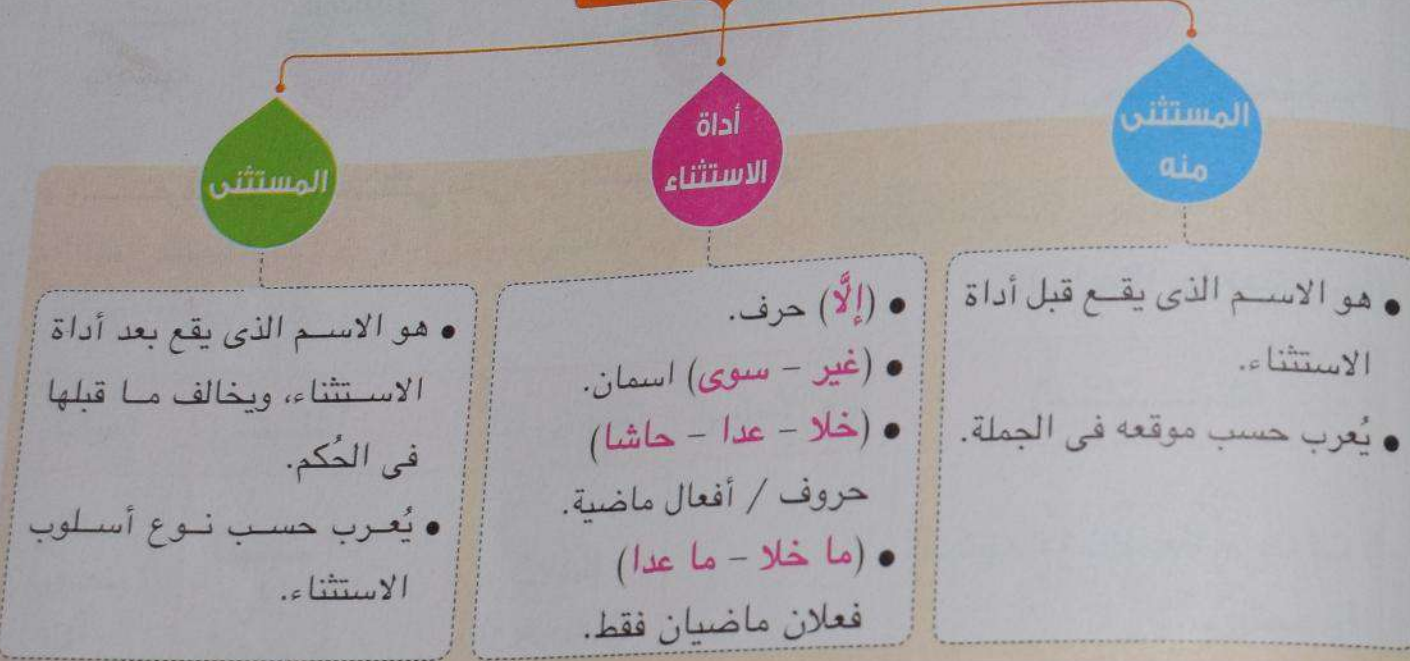 المستثنى
منه
أداة
الاستثناء
المستثنى
• هو الاسم الذى يقع قبل أداة
الاستثناء.
• يُعرب حسب موقعه فى الجملة.
• (إلَّا) حرف.
• (غير - سوى) اسمان.
• (خلا - عدا - حاشا)
حروف / أفعال ماضية.
• (ما خلا - ما عدا)
فعلان ماضيان فقط.
• هو الاسم الذى يقع بعد أداة
الاستثناء، ويخالف ما قبلها
فى الحُكم.
• يُعرب حسب نوع أسلوب
الاستثناء.